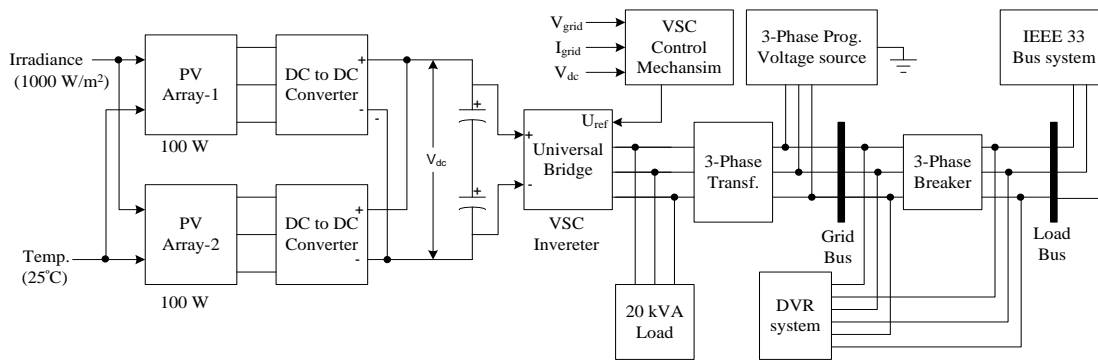 Irradiance
(1000 W/m²)
Temp.
(25°C)
PV
Array-1
100 W
DC to DC
Converter
+
-
-
PV
Array-2
100 W
DC to DC
Converter
+
-
V_dc
+
+
V_grid
I_grid
V_dc
VSC
Control
Mechansim
U_ref
+
-
Universal
Bridge
VSC
Invereter
20 kVA
Load
3-Phase
Transf.
3-Phase Prog.
Voltage source
Grid
Bus
3-Phase
Breaker
DVR
system
IEEE 33
Bus system
Load
Bus